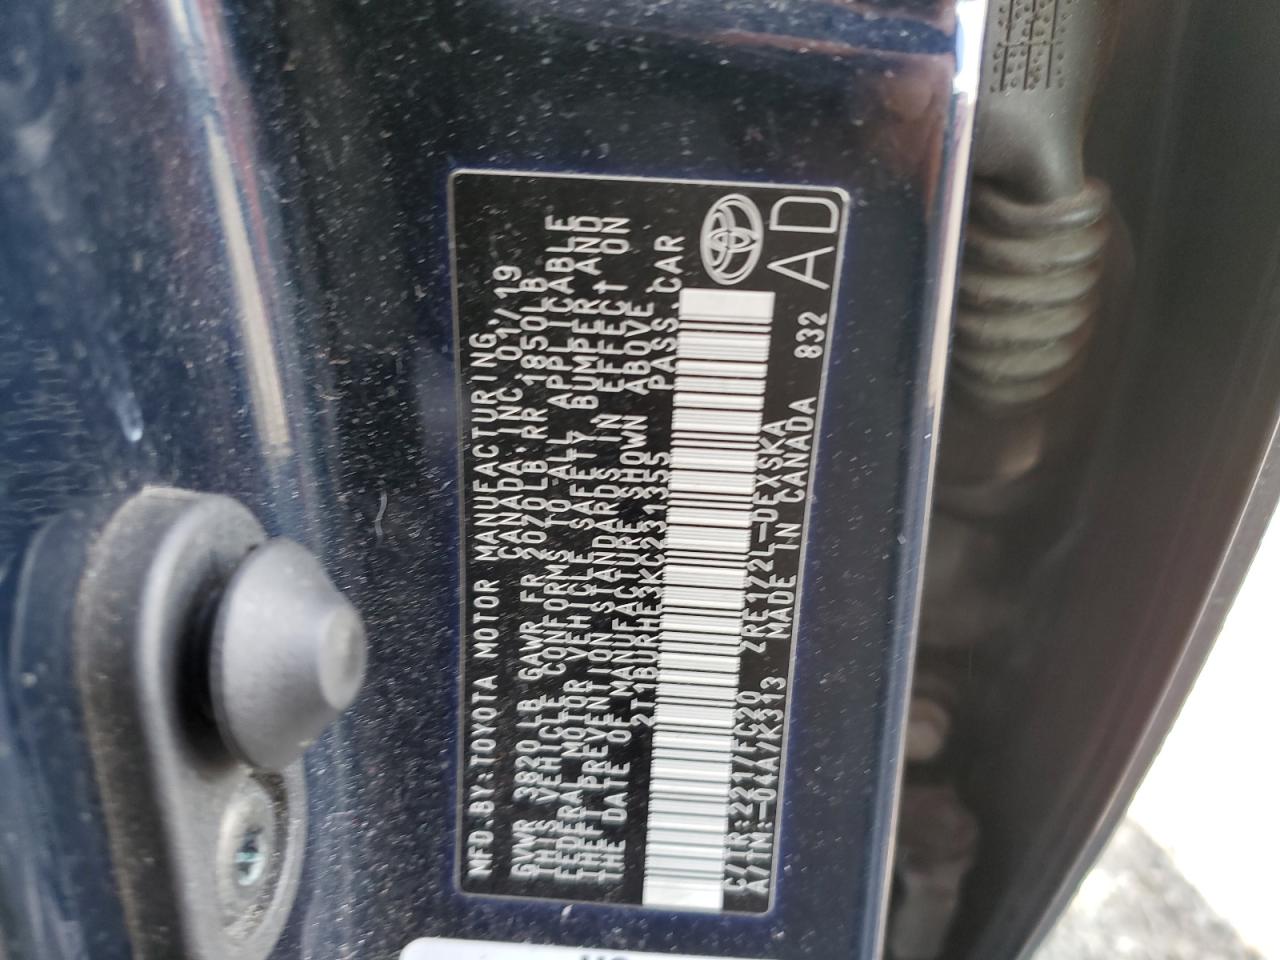 MFD.BY:TOYOTA MOTOR MANUFACTURING,
CANADA,INC. 01/19
GVWR 3820LB GAWR FR 2070LB RR 1850LB
THIS VEHICLE CONFORMS TO ALL APPLICABLE
FEDERAL MOTOR VEHICLE SAFETY,BUMPER,AND
THEFT PREVENTION STANDARDS IN EFFECT ON
THE DATE OF MANUFACTURE SHOWN ABOVE.
2T1BURHE3KC231355 PASS.CAR
C/TR:221/FC20 ZRE172L-DEXSKA
A/TM:-04A/K313 MADE IN CANADA 832
AD